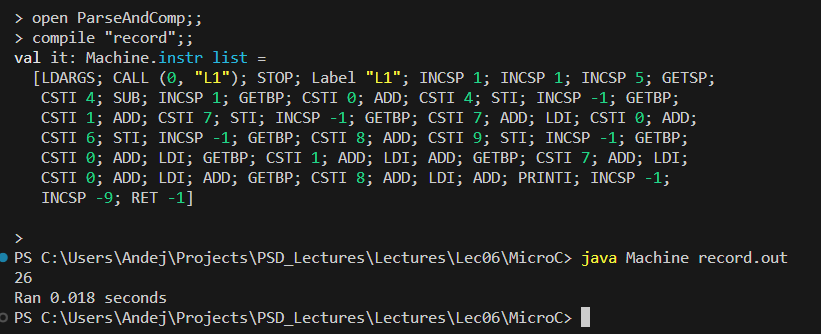 > open ParseAndComp;;
> compile "record";;
val it: Machine.instr list =
[LDARGS; CALL (0, "L1"); STOP; Label "L1"; INCSP 1; INCSP 1; INCSP 5; GETSP;
CSTI 4; SUB; INCSP 1; GETBP; CSTI 0; ADD; CSTI 4; STI; INCSP -1; GETBP;
CSTI 1; ADD; CSTI 7; STI; INCSP -1; GETBP; CSTI 7; ADD; LDI; CSTI 0; ADD;
CSTI 6; STI; INCSP -1; GETBP; CSTI 8; ADD; CSTI 9; STI; INCSP -1; GETBP;
CSTI 0; ADD; LDI; GETBP; CSTI 1; ADD; LDI; ADD; GETBP; CSTI 7; ADD; LDI;
CSTI 0; ADD; LDI; ADD; GETBP; CSTI 8; ADD; LDI; ADD; PRINTI; INCSP -1;
INCSP -9; RET -1]
>
PS C:\Users\Andej\Projects\PSD_Lectures\Lectures\Lec06\MicroC> java Machine record.out
26
Ran 0.018 seconds
PS C:\Users\Andej\Projects\PSD_Lectures\Lectures\Lec06\MicroC>